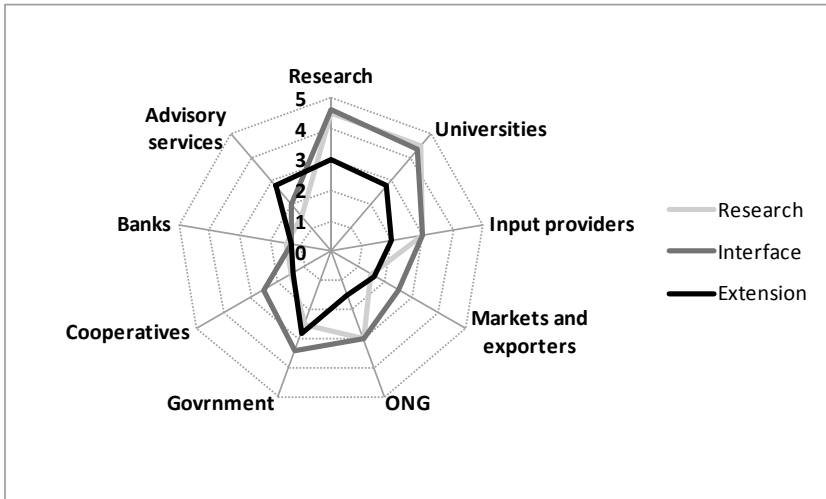 Research
5
4
3
2
1
0
Universities
Input providers
Markets and
exporters
ONG
Govrnment
Cooperatives
Banks
Advisory
services
Research
Interface
Extension